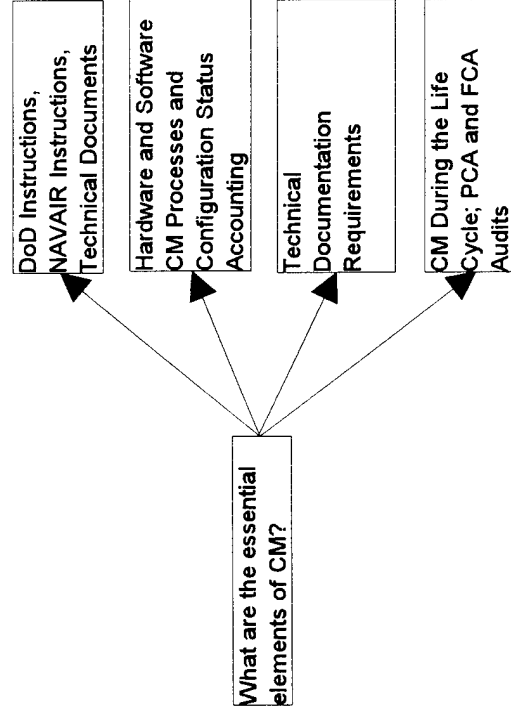 What are the essential
elements of CM?
DoD Instructions,
NAVAIR Instructions,
Technical Documents
Hardware and Software
CM Processes and
Configuration Status
Accounting
Technical
Documentation
Requirements
CM During the Life
Cycle; PCA and FCA
Audits